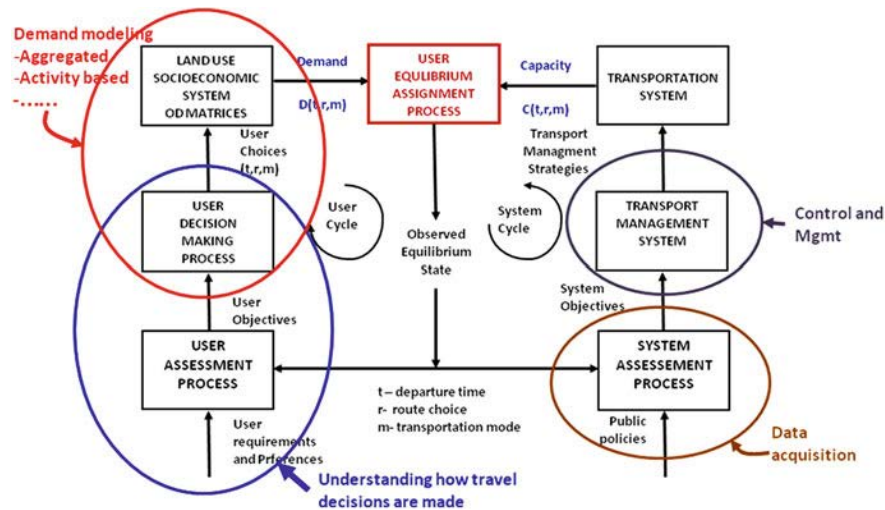 Demand modeling
-Aggregated
-Activity based
-......
LAND USE
SOCIOECONOMIC
SYSTEM
OD MATRICES
Demand
D(t,r,m)
USER
EQULIBRIUM
ASSIGNMENT
PROCESS
Capacity
C(t,r,m)
TRANSPORTATION
SYSTEM
User
Choices
(t,r,m)
Transport
Managment
Strategies
USER
DECISION
MAKING
PROCESS
User
Cycle
Observed
Equilibrium
State
System
Cycle
TRANSPORT
MANAGEMENT
SYSTEM
Control and
Mgmt
User
Objectives
System
Objectives
USER
ASSESSMENT
PROCESS
SYSTEM
ASSESSEMENT
PROCESS
t – departure time
r- route choice
m- transportation mode
User
requirements
and Prferences
Public
policies
Data
acquisition
Understanding how travel
decisions are made